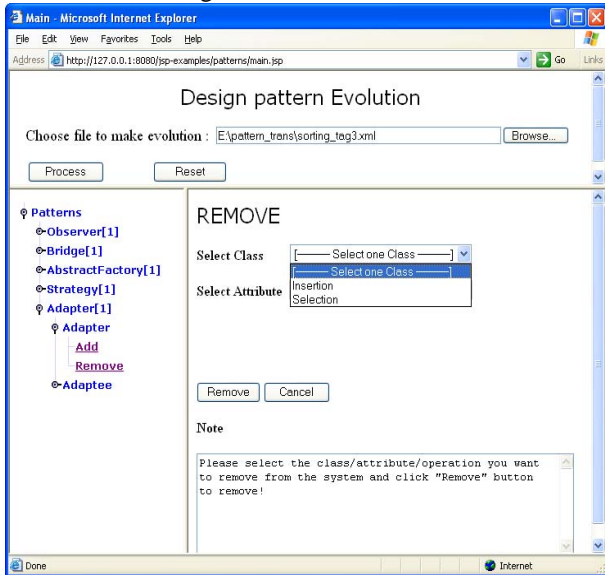 Main - Microsoft Internet Explorer
File Edit View Favorites Tools Help
Address http://127.0.0.1:8080/jsp-examples/patterns/main.jsp Go Links
Design pattern Evolution
Choose file to make evolution : E:\pattern_trans\sorting_tag3.xml Browse...
Process Reset
Patterns
Observer[1]
Bridge[1]
AbstractFactory[1]
Strategy[1]
Adapter[1]
Adapter
Add
Remove
Adaptee
REMOVE
Select Class [------ Select one Class ------]
[------ Select one Class ------]
Insertion
Selection
Select Attribute
Remove Cancel
Note
Please select the class/attribute/operation you want
to remove from the system and click "Remove" button
to remove!
Done Internet